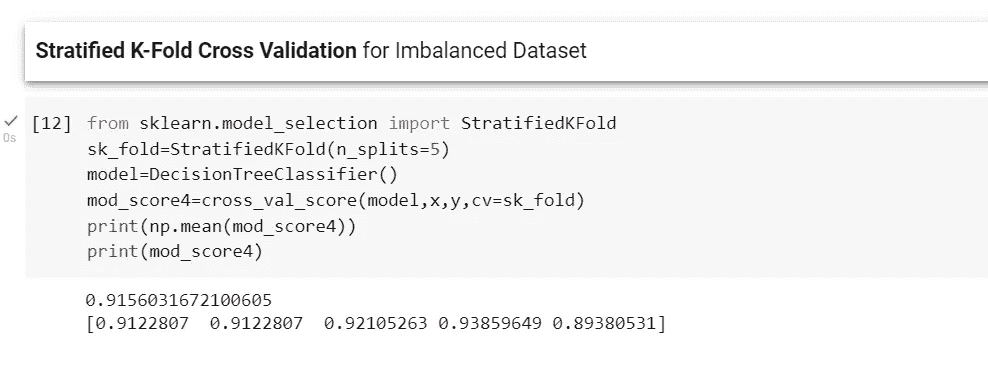 Stratified K-Fold Cross Validation for Imbalanced Dataset
[12] from sklearn.model_selection import StratifiedKFold
0s
sk_fold=StratifiedKFold(n_splits=5)
model=DecisionTreeClassifier()
mod_score4=cross_val_score(model,x,y,cv=sk_fold)
print(np.mean(mod_score4))
print(mod_score4)
0.9156031672100605
[0.9122807  0.9122807  0.92105263 0.93859649 0.89380531]